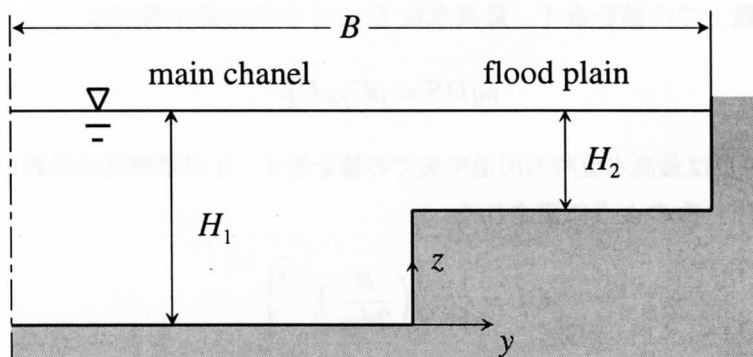 B
main chanel flood plain
H₂
H₁
z
y